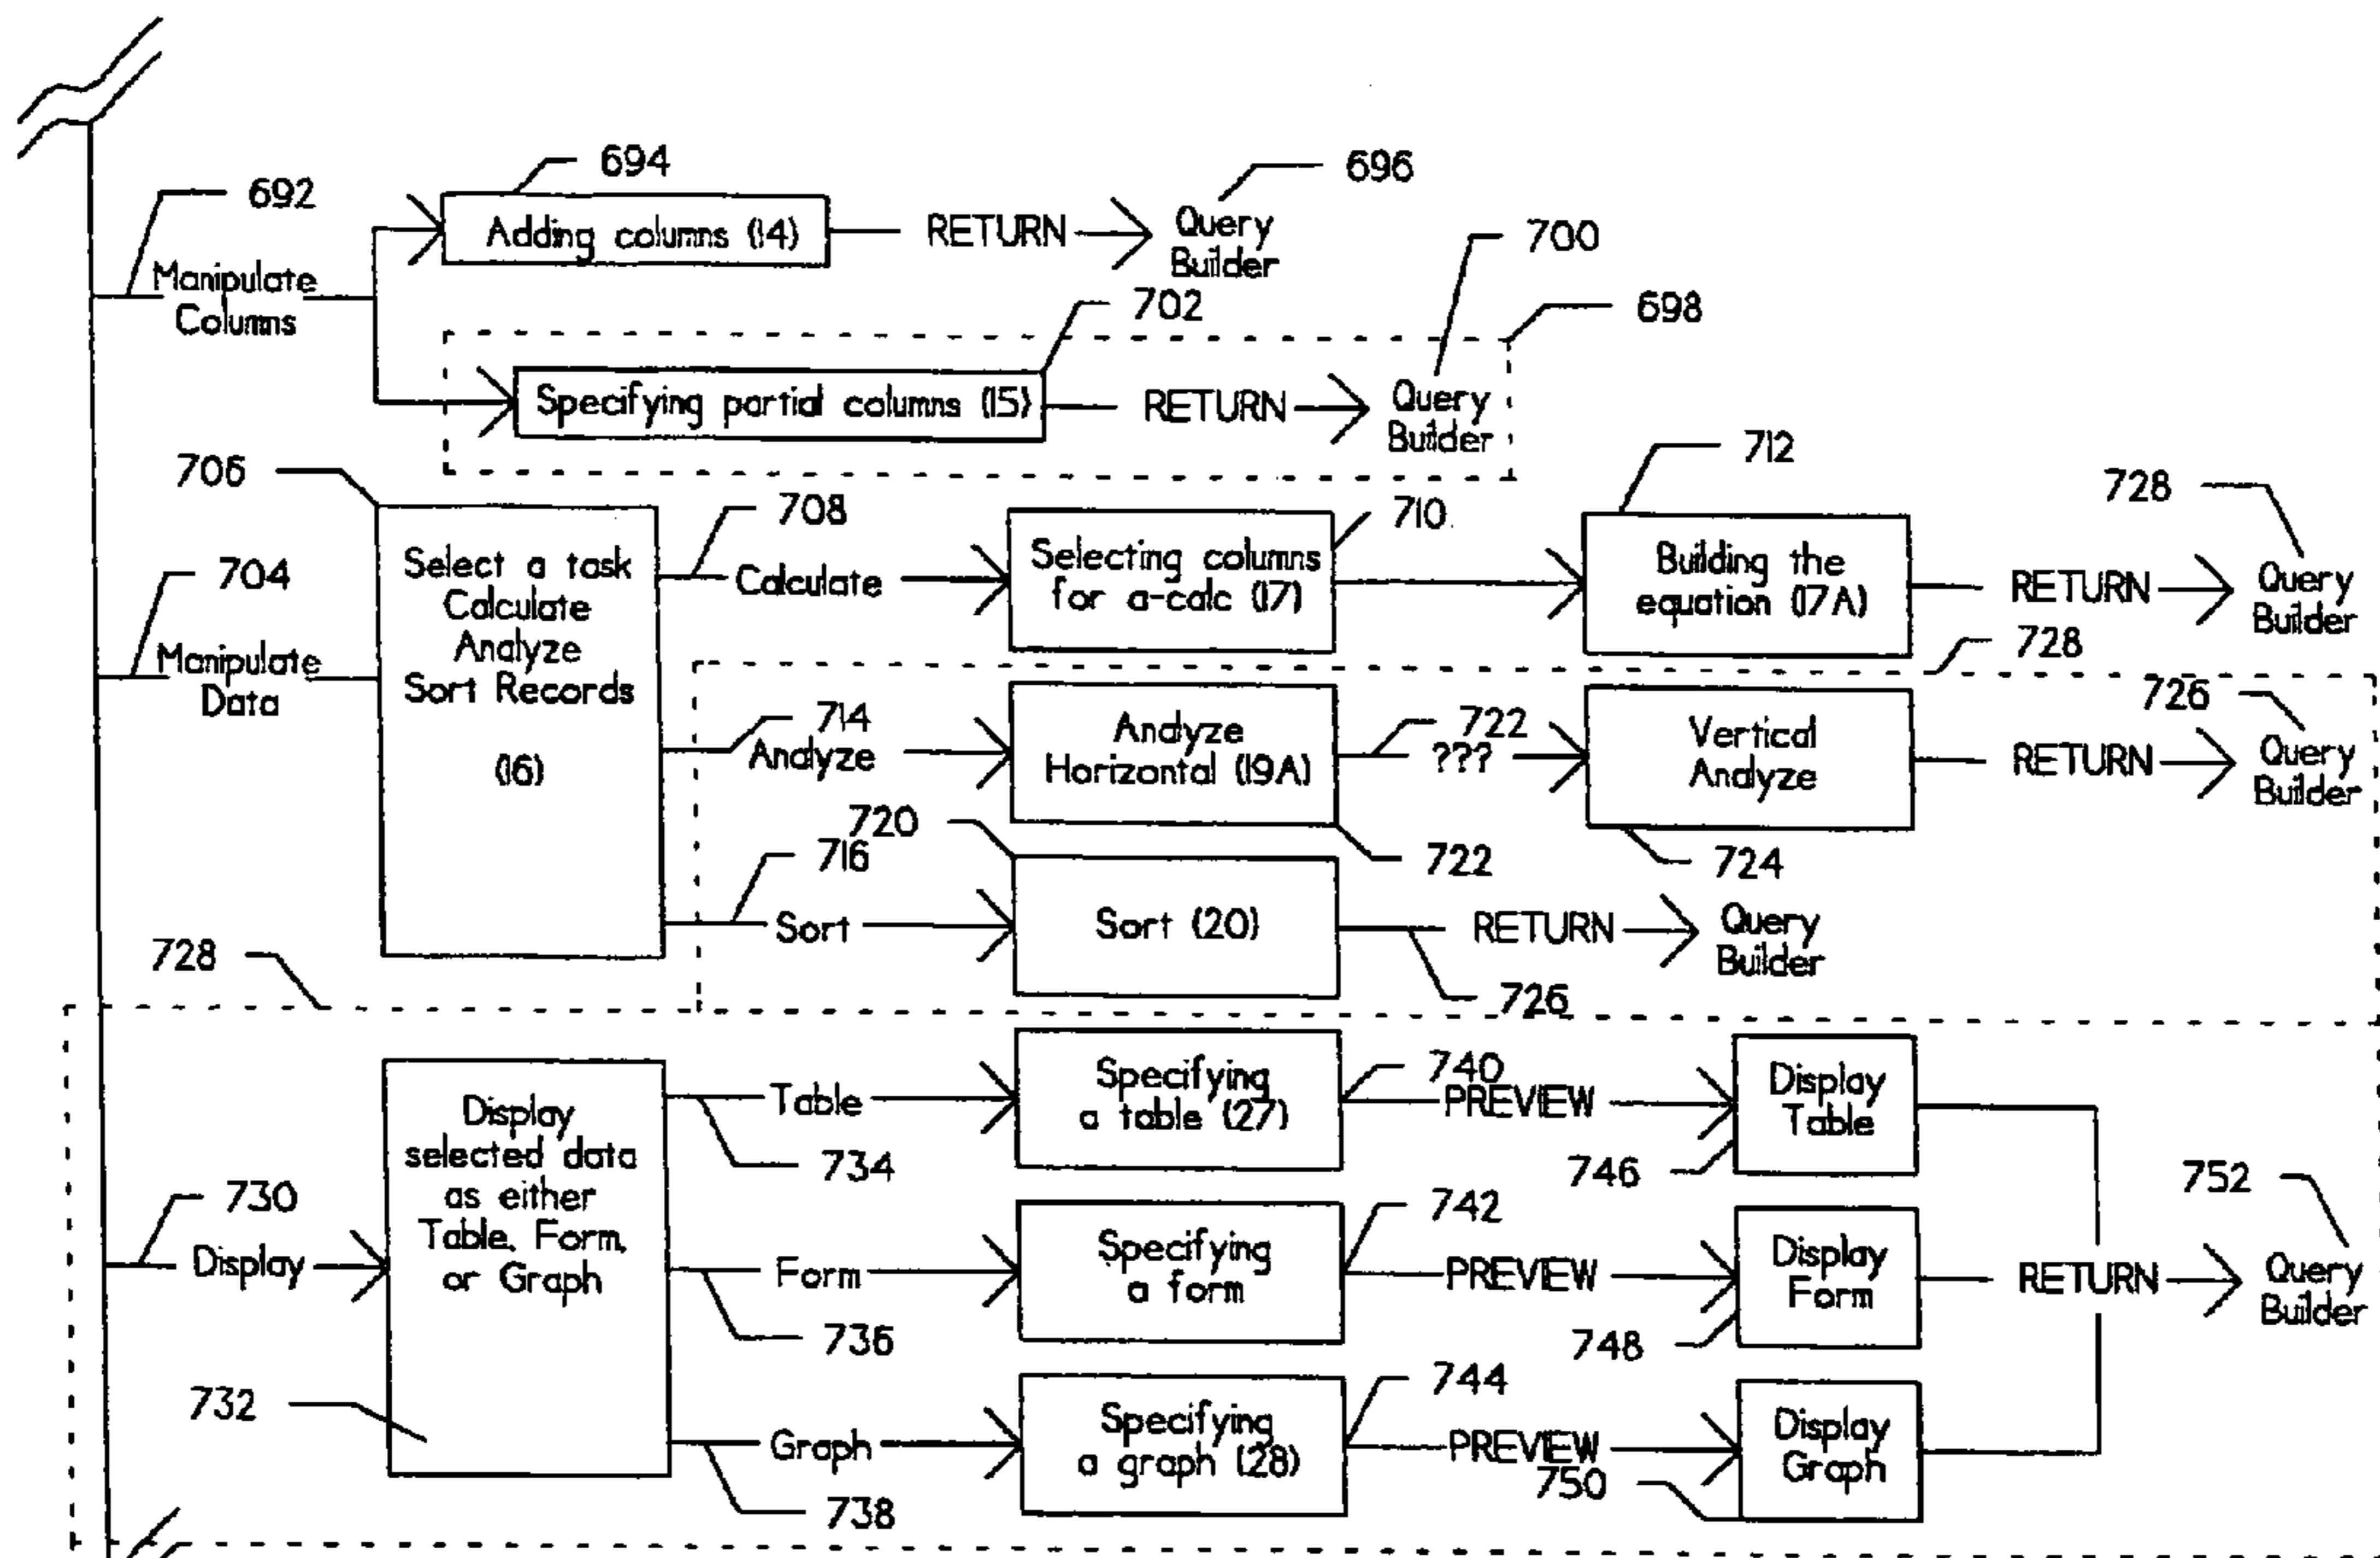 694
696
692
Adding columns (14)
RETURN
Query
Builder
700
Manipulate
Columns
702
698
Specifying partial columns (15)
RETURN
Query
Builder
706
712
728
708
710
704
Select a task
Calculate
Analyze
Sort Records
(16)
Calculate
Selecting columns
for a-calc (17)
Building the
equation (17A)
RETURN
Query
Builder
728
Manipulate
Data
726
714
Analyze
Analyze
Horizontal (19A)
722
???
Vertical
Analyze
RETURN
Query
Builder
720
716
722
724
Sort
Sort (20)
RETURN
Query
Builder
728
726
Display
selected data
as either
Table, Form,
or Graph
Table
Specifying
a table (27)
740
PREVIEW
Display
Table
734
746
752
730
742
Display
Form
Specifying
a form
PREVIEW
Display
Form
RETURN
Query
Builder
736
748
732
744
Graph
Specifying
a graph (28)
PREVIEW
Display
Graph
750
738